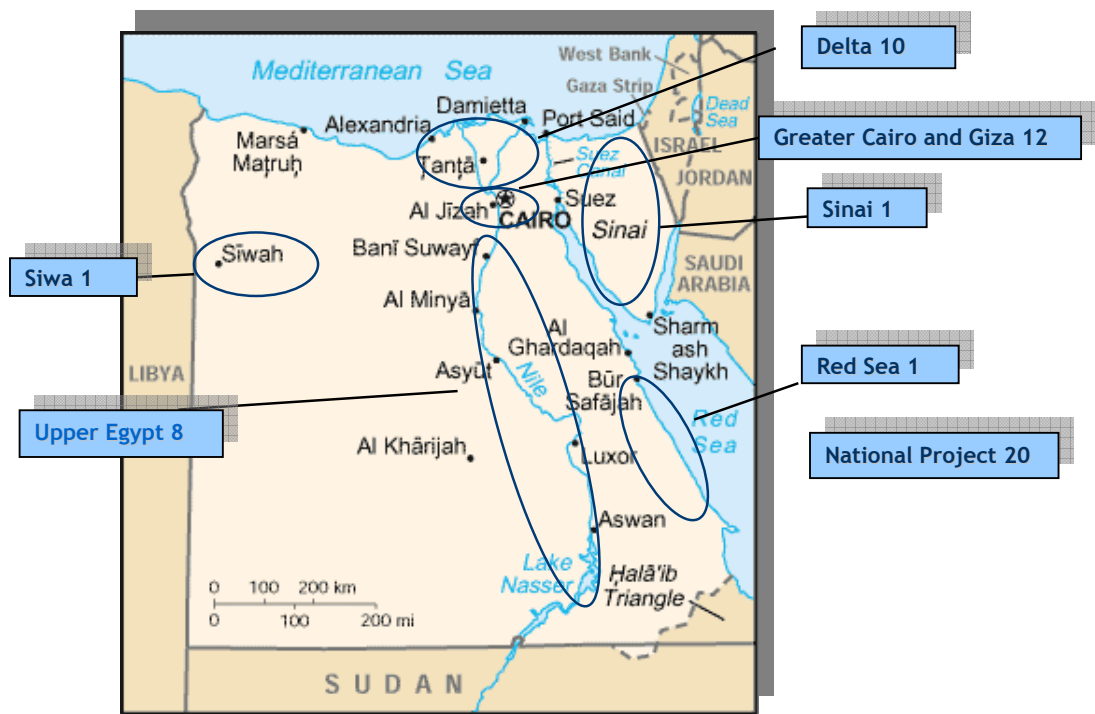 Delta 10
West Bank
Mediterranean Sea
Gaza Strip
Dead
Sea
Damietta
Port Said
Alexandria
Greater Cairo and Giza 12
Marsá
Maṭruḥ
ISRAEL
Ṭanṭā
Suez
Canal
JORDAN
Al Jīzah
CAIRO
Suez
Sinai 1
Sinai
Banī Suwayf
Sīwah
Siwa 1
SAUDI
ARABIA
Al Minyā
Sharm
ash
Shaykh
Al
Ghardaqah
LIBYA
Asyūt
Nile
Būr
Safājah
Red Sea 1
Red
Sea
Upper Egypt 8
Al Khārijah
Luxor
National Project 20
Aswan
Lake
Nasser
Ḥalā'ib
Triangle
0 100 200 km
0 100 200 mi
SUDAN